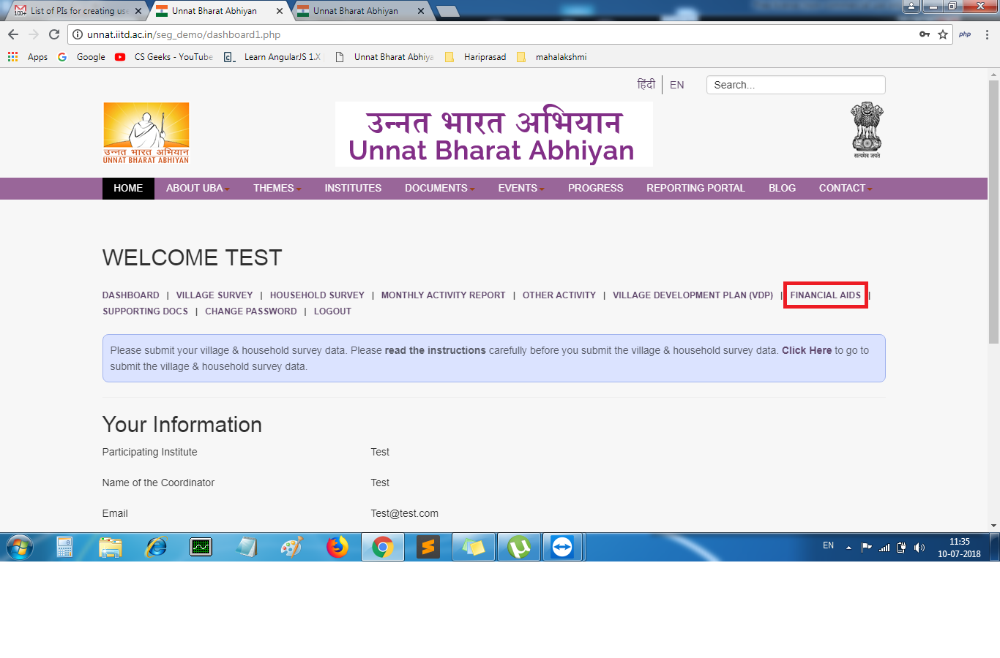 List of PIs for creating use
Unnat Bharat Abhiyan
Unnat Bharat Abhiyan
unnat.iitd.ac.in/seg_demo/dashboard1.php
php
Apps
Google
CS Geeks - YouTube
Learn AngularJS 1.X
Unnat Bharat Abhiya
Hariprasad
mahalakshmi
हिंदी
EN
Search...
उन्नत भारत अभियान
UNNAT BHARAT ABHIYAN
उन्नत भारत अभियान
Unnat Bharat Abhiyan
सत्यमेव जयते
HOME ABOUT UBA THEMES INSTITUTES DOCUMENTS EVENTS PROGRESS REPORTING PORTAL BLOG CONTACT
WELCOME TEST
DASHBOARD | VILLAGE SURVEY | HOUSEHOLD SURVEY | MONTHLY ACTIVITY REPORT | OTHER ACTIVITY | VILLAGE DEVELOPMENT PLAN (VDP) | FINANCIAL AIDS |
SUPPORTING DOCS | CHANGE PASSWORD | LOGOUT
Please submit your village & household survey data. Please read the instructions carefully before you submit the village & household survey data. Click Here to go to
submit the village & household survey data.
Your Information
Participating Institute Test
Name of the Coordinator Test
Email Test@test.com
EN
11:35
10-07-2018